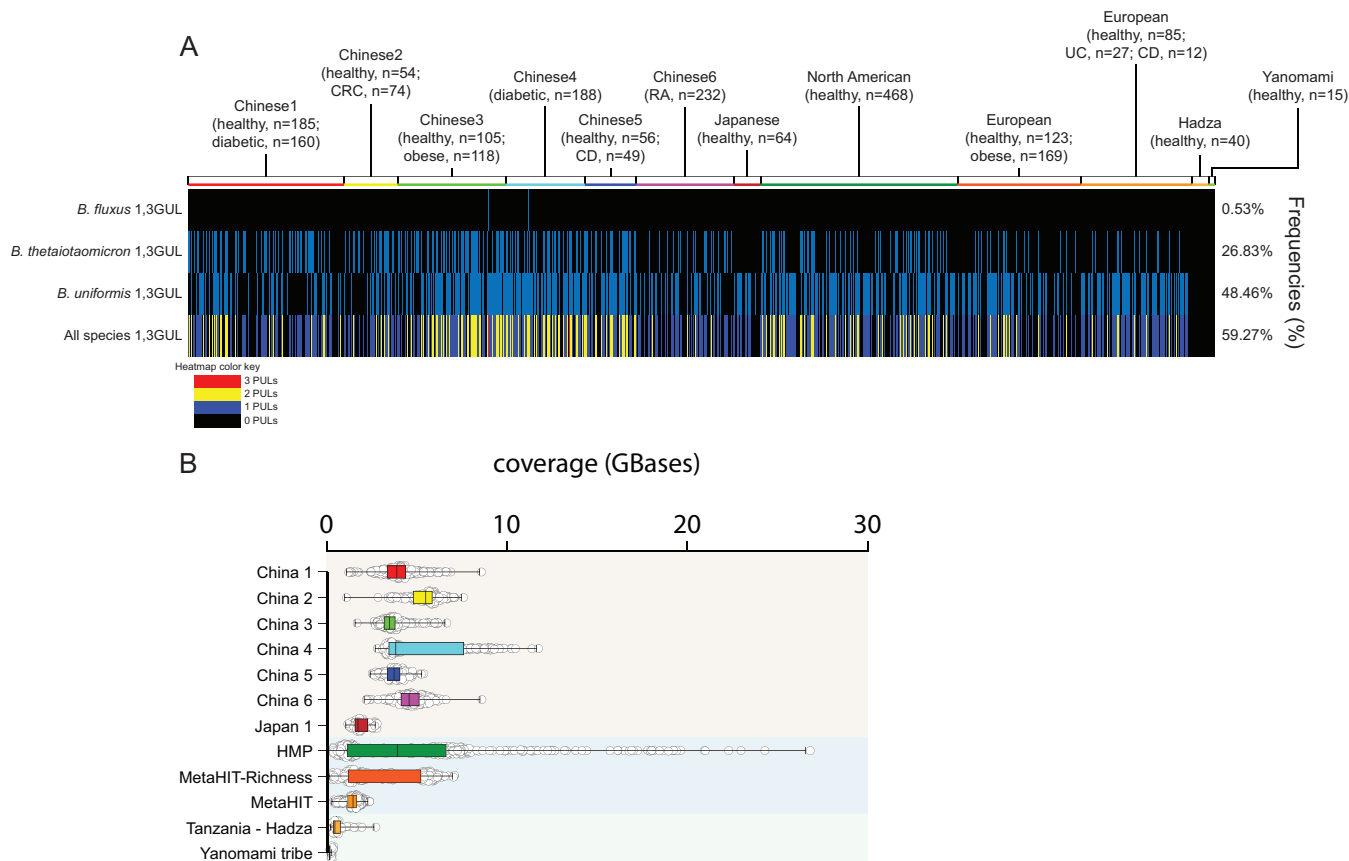 A
Chinese1
(healthy, n=185;
diabetic, n=160)
Chinese2
(healthy, n=54;
CRC, n=74)
Chinese3
(healthy, n=105;
obese, n=118)
Chinese4
(diabetic, n=188)
Chinese5
(healthy, n=56;
CD, n=49)
Chinese6
(RA, n=232)
Japanese
(healthy, n=64)
North American
(healthy, n=468)
European
(healthy, n=123;
obese, n=169)
European
(healthy, n=85;
UC, n=27; CD, n=12)
Hadza
(healthy, n=40)
Yanomami
(healthy, n=15)
B. fluxus 1,3GUL
0.53%
B. thetaiotaomicron 1,3GUL
26.83%
B. uniformis 1,3GUL
48.46%
All species 1,3GUL
59.27%
Frequencies (%)
Heatmap color key
3 PULs
2 PULs
1 PULs
0 PULs
B
coverage (GBases)
0 10 20 30
China 1
China 2
China 3
China 4
China 5
China 6
Japan 1
HMP
MetaHIT-Richness
MetaHIT
Tanzania - Hadza
Yanomami tribe